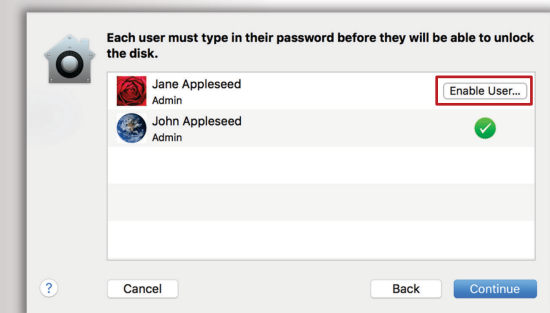 Each user must type in their password before they will be able to unlock
the disk.
Jane Appleseed
Admin
Enable User...
John Appleseed
Admin
?
Cancel
Back
Continue